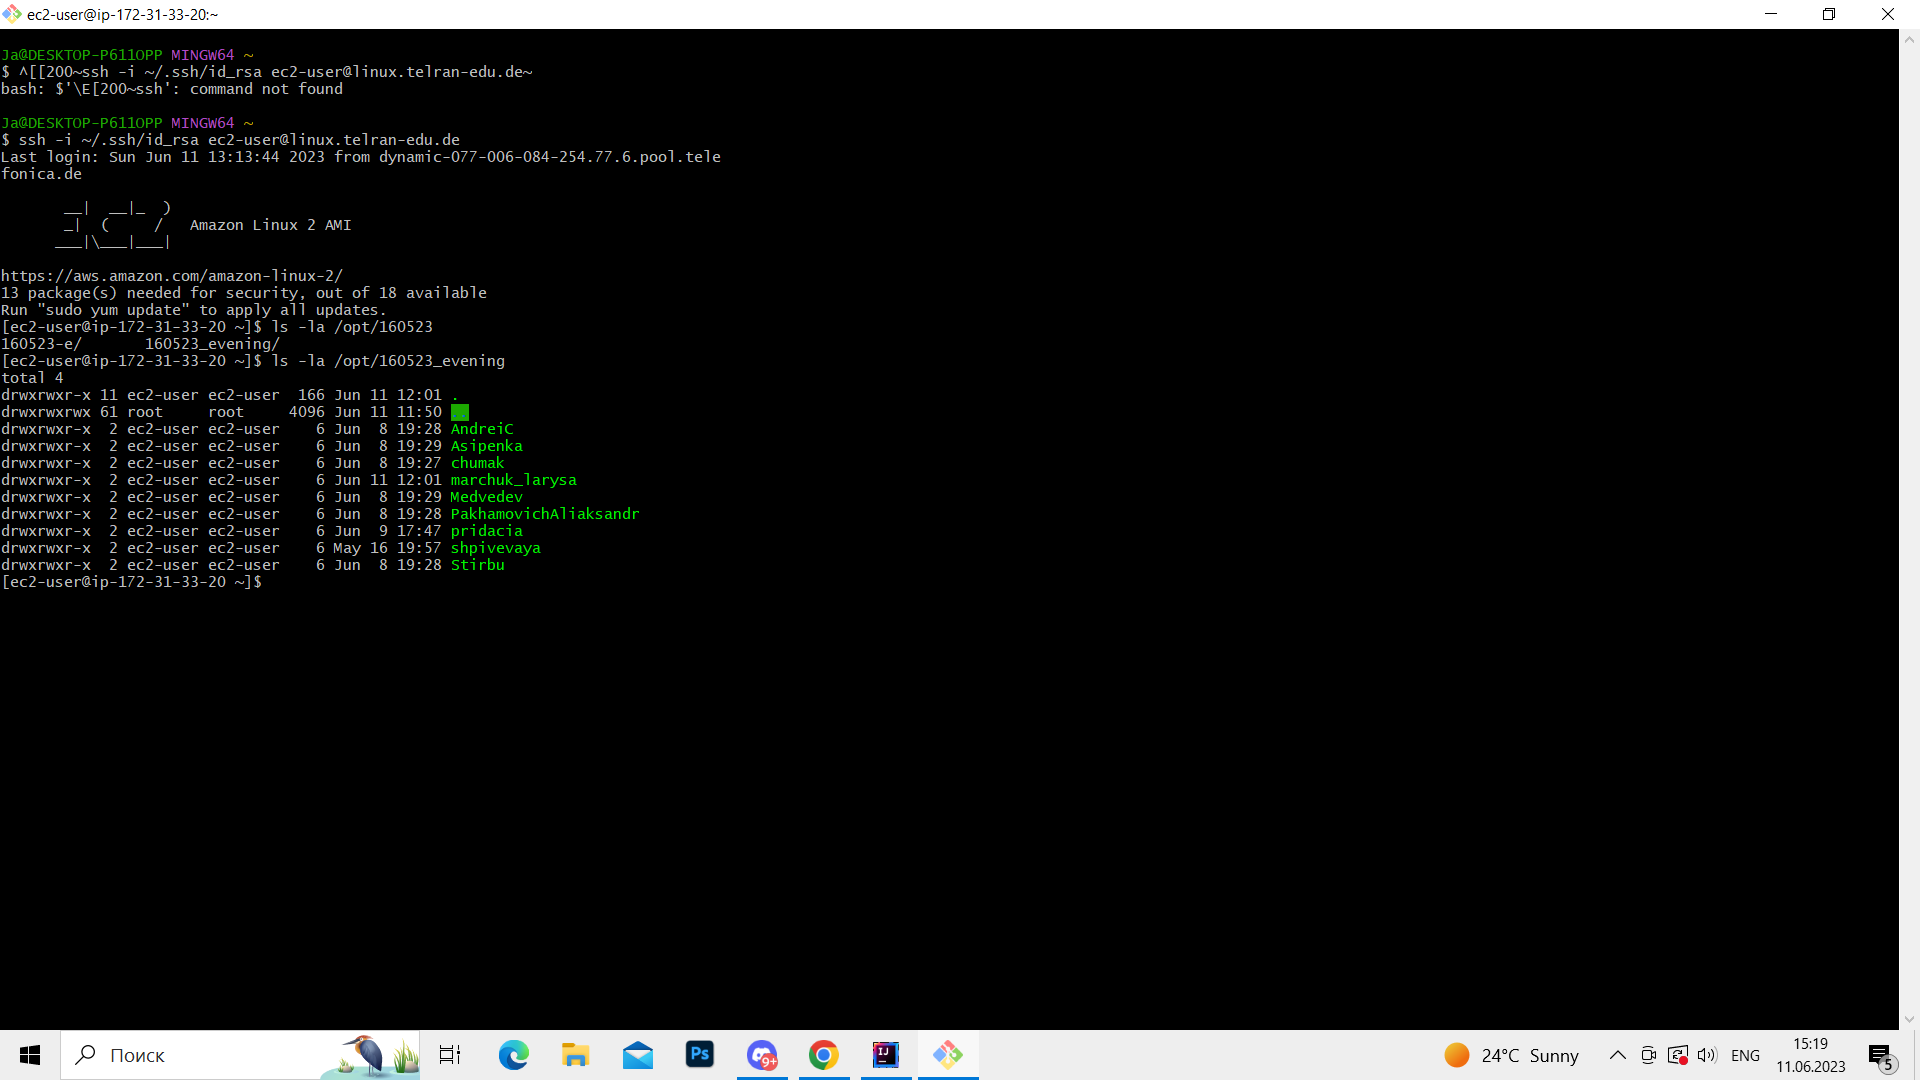 ec2-user@ip-172-31-33-20:~
Ja@DESKTOP-P611OPP MINGW64 ~
$ ^[[200~ssh -i ~/.ssh/id_rsa ec2-user@linux.telran-edu.de~
bash: $'\E[200~ssh': command not found
Ja@DESKTOP-P611OPP MINGW64 ~
$ ssh -i ~/.ssh/id_rsa ec2-user@linux.telran-edu.de
Last login: Sun Jun 11 13:13:44 2023 from dynamic-077-006-084-254.77.6.pool.tele
fonica.de
       __|  __|_  )
       _|  (     /   Amazon Linux 2 AMI
      ___|\___|___|
https://aws.amazon.com/amazon-linux-2/
13 package(s) needed for security, out of 18 available
Run "sudo yum update" to apply all updates.
[ec2-user@ip-172-31-33-20 ~]$ ls -la /opt/160523
160523-e/       160523_evening/
[ec2-user@ip-172-31-33-20 ~]$ ls -la /opt/160523_evening
total 4
drwxrwxr-x 11 ec2-user ec2-user  166 Jun 11 12:01 .
drwxrwxrwx 61 root     root     4096 Jun 11 11:50 ..
drwxrwxr-x  2 ec2-user ec2-user    6 Jun  8 19:28 AndreiC
drwxrwxr-x  2 ec2-user ec2-user    6 Jun  8 19:29 Asipenka
drwxrwxr-x  2 ec2-user ec2-user    6 Jun  8 19:27 chumak
drwxrwxr-x  2 ec2-user ec2-user    6 Jun 11 12:01 marchuk_larysa
drwxrwxr-x  2 ec2-user ec2-user    6 Jun  8 19:29 Medvedev
drwxrwxr-x  2 ec2-user ec2-user    6 Jun  8 19:28 PakhamovichAliaksandr
drwxrwxr-x  2 ec2-user ec2-user    6 Jun  9 17:47 pridacia
drwxrwxr-x  2 ec2-user ec2-user    6 May 16 19:57 shpivevaya
drwxrwxr-x  2 ec2-user ec2-user    6 Jun  8 19:28 Stirbu
[ec2-user@ip-172-31-33-20 ~]$
Поиск
Ps
9+
IJ
24°C Sunny
ENG
15:19
11.06.2023
5